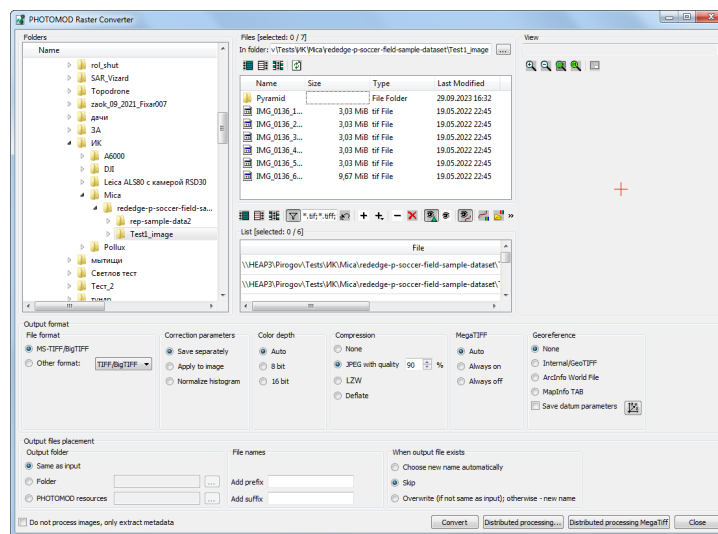 PHOTOMOD Raster Converter
Folders
Name
rol_shut
SAR_Vizard
Topodrone
zaok_09_2021_Fixar007
дачи
ЗА
ИК
A6000
DJI
Leica ALS80 с камерой RSD30
Mica
rededge-p-soccer-field-sa...
rep-sample-data2
Test1_image
Pollux
мытищи
Светлов тест
Тест_2
Files [selected: 0 / 7]
In folder: v\Tests\ИК\Mica\rededge-p-soccer-field-sample-dataset\Test1_image ...
Name Size Type Last Modified
Pyramid File Folder 29.09.2023 16:32
IMG_0136_1... 3,03 MiB tif File 19.05.2022 22:45
IMG_0136_2... 3,03 MiB tif File 19.05.2022 22:45
IMG_0136_3... 3,03 MiB tif File 19.05.2022 22:45
IMG_0136_4... 3,03 MiB tif File 19.05.2022 22:45
IMG_0136_5... 3,03 MiB tif File 19.05.2022 22:45
IMG_0136_6... 9,67 MiB tif File 19.05.2022 22:45
*.tif;*.tiff;
List [selected: 0 / 6]
File
\\HEAP3\Pirogov\Tests\ИК\Mica\rededge-p-soccer-field-sample-dataset\
\\HEAP3\Pirogov\Tests\ИК\Mica\rededge-p-soccer-field-sample-dataset\
View
Output format
File format
MS-TIFF/BigTIFF
Other format: TIFF/BigTIFF
Correction parameters
Save separately
Apply to image
Normalize histogram
Color depth
Auto
8 bit
16 bit
Compression
None
JPEG with quality 90 %
LZW
Deflate
MegaTIFF
Auto
Always on
Always off
Georeference
None
Internal/GeoTIFF
ArcInfo World File
MapInfo TAB
Save datum parameters
Output files placement
Output folder
Same as input
Folder ...
PHOTOMOD resources ...
File names
Add prefix
Add suffix
When output file exists
Choose new name automatically
Skip
Overwrite (if not same as input); otherwise - new name
Do not process images, only extract metadata
Convert Distributed processing... Distributed processing MegaTiff Close